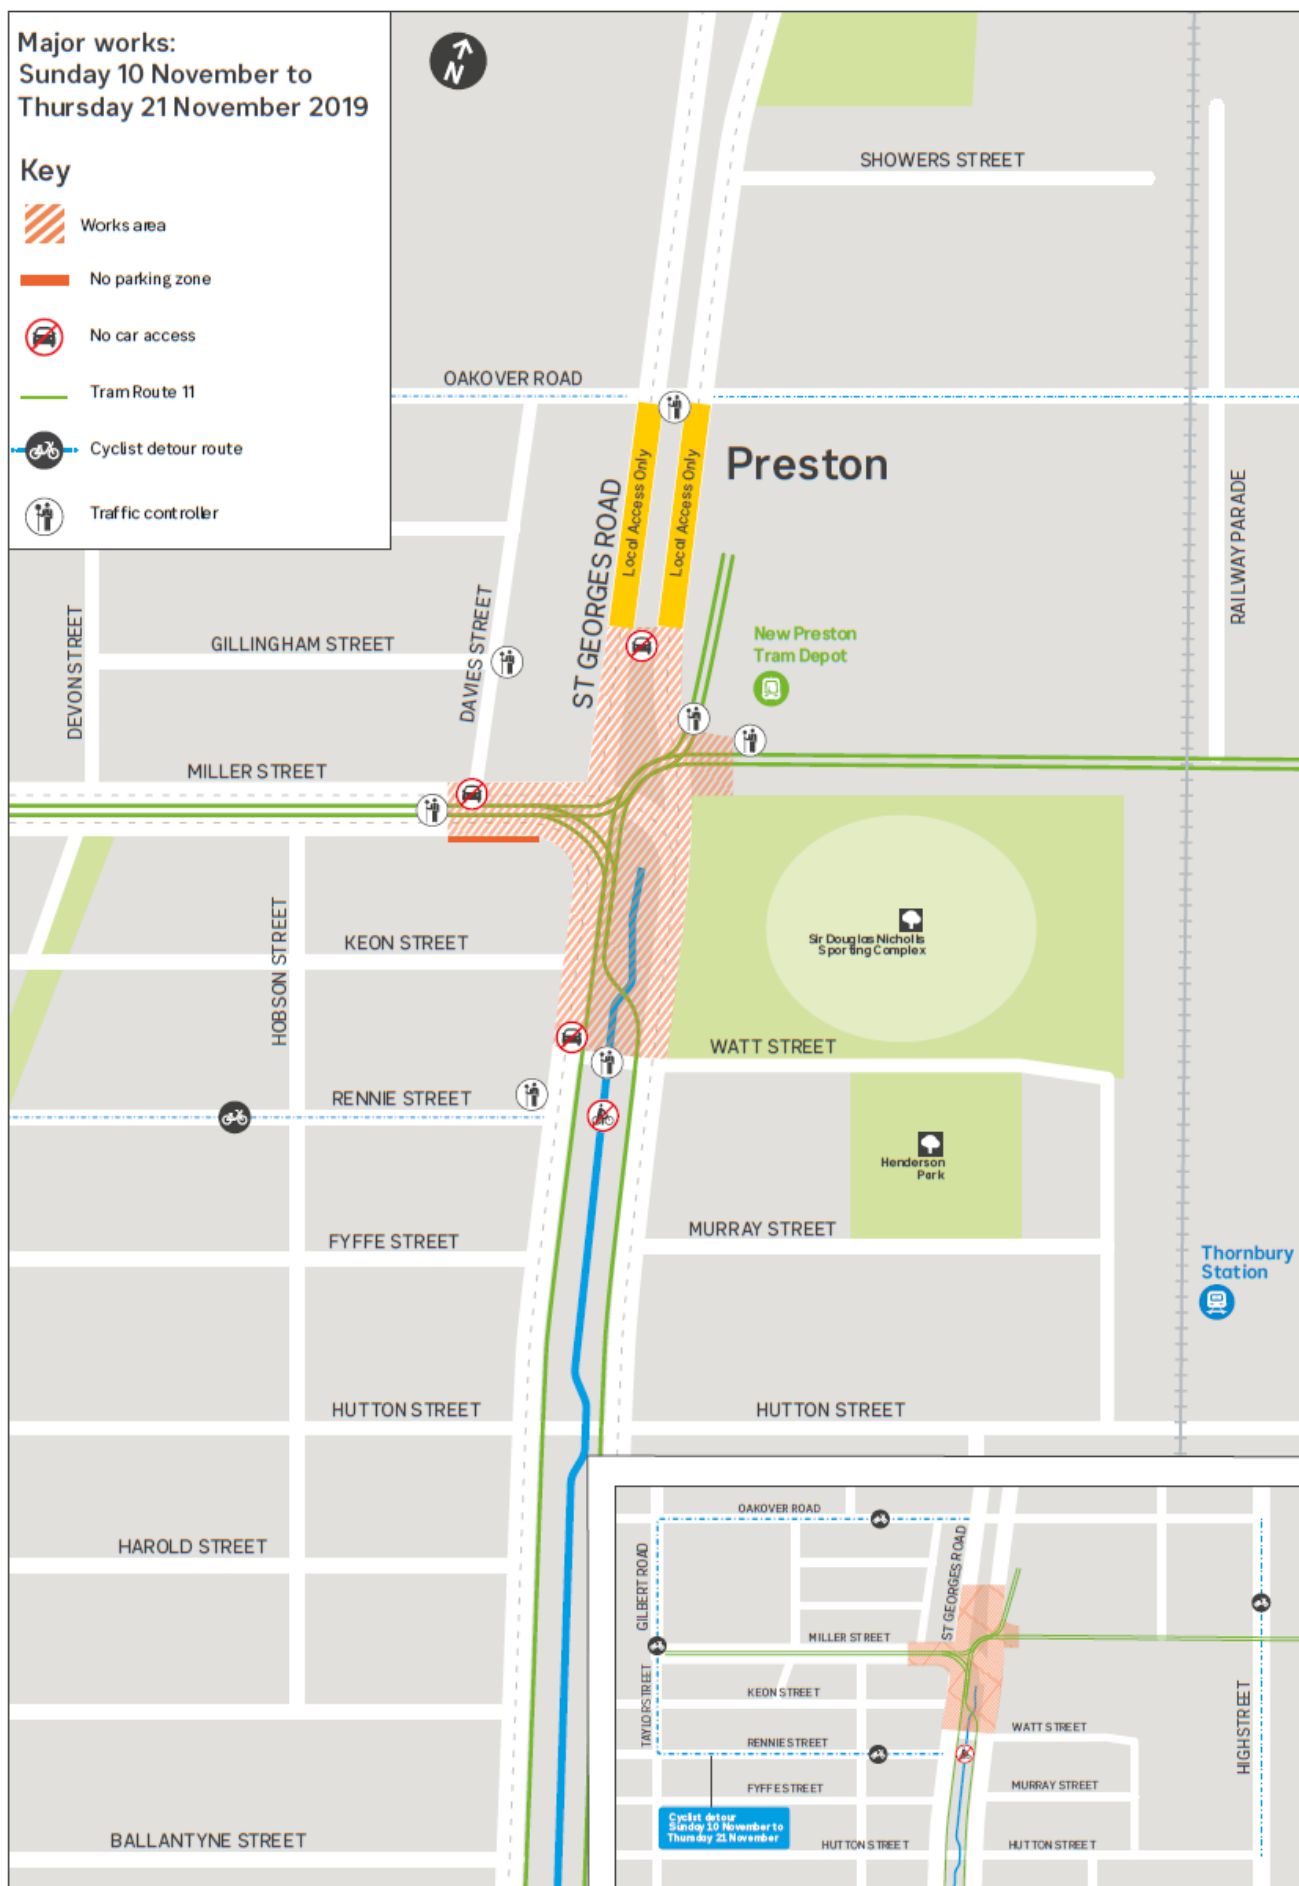 Major works:
Sunday 10 November to
Thursday 21 November 2019
Key
Works area
No parking zone
No car access
Tram Route 11
Cyclist detour route
Traffic controller
N
SHOWERS STREET
OAKOVER ROAD
Preston
Local Access Only
Local Access Only
ST GEORGES ROAD
RAILWAY PARADE
DEVON STREET
GILLINGHAM STREET
DAVIES STREET
New Preston
Tram Depot
MILLER STREET
HOBSON STREET
KEON STREET
Sir Douglas Nicholls
Sporting Complex
WATT STREET
RENNIE STREET
Henderson
Park
FYFFE STREET
MURRAY STREET
Thornbury
Station
HUTTON STREET
HUTTON STREET
HAROLD STREET
BALLANTYNE STREET
OAKOVER ROAD
GILBERT ROAD
ST GEORGES ROAD
MILLER STREET
TAYLOR STREET
KEON STREET
HIGH STREET
WATT STREET
RENNIE STREET
FYFFE STREET
MURRAY STREET
Cyclist detour
Sunday 10 November to
Thursday 21 November
HUTTON STREET
HUTTON STREET